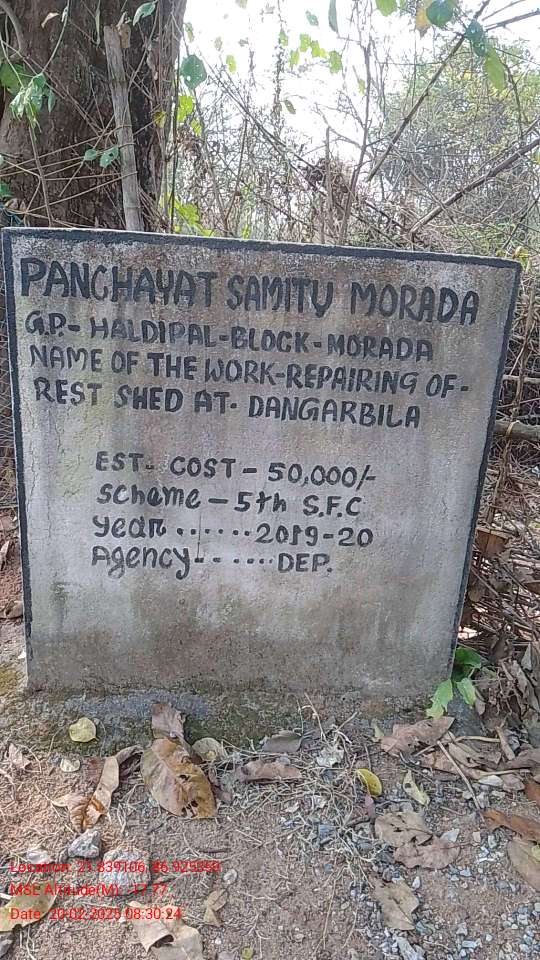 PANCHAYAT SAMITY MORADA
G.P.- HALDIPAL-BLOCK-MORADA
NAME OF THE WORK-REPAIRING OF-
REST SHED AT- DANGARBILA
EST- COST - 50,000/-
Scheme - 5th S.F.C
Year ...... 2019-20
Agency- - ..... DEP.
Location: 21.839106, 86.925359
MSL Altitude(M): -17.77
Date: 20-02-2025 08:30:24